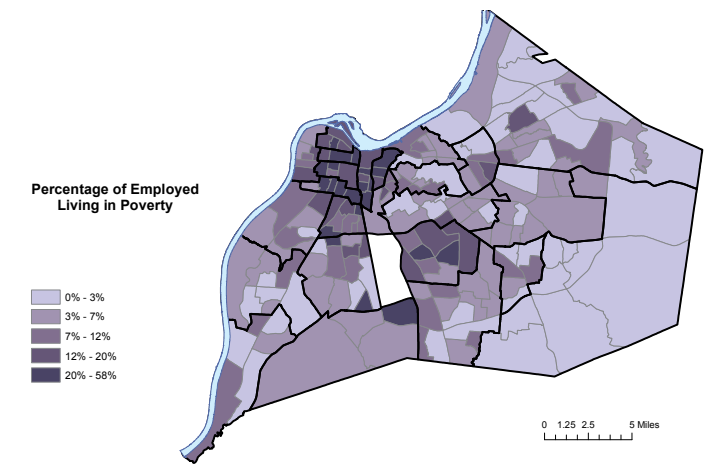 Percentage of Employed
Living in Poverty
0% - 3%
3% - 7%
7% - 12%
12% - 20%
20% - 58%
0 1.25 2.5 5 Miles